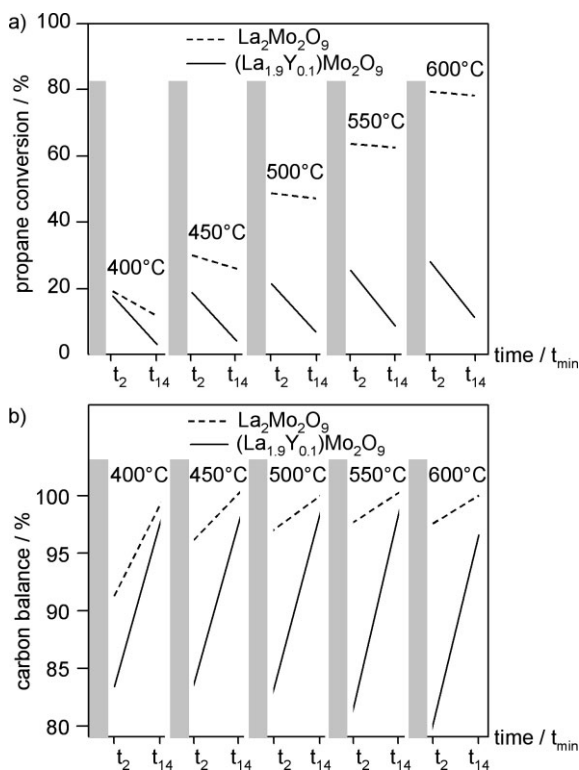 a)
100
80
60
40
20
0
propane conversion / %
La₂Mo₂O₉
(La₁.₉Y₀.₁)Mo₂O₉
400°C
450°C
500°C
550°C
600°C
t₂ t₁₄ t₂ t₁₄ t₂ t₁₄ t₂ t₁₄ t₂ t₁₄
time / tmin
b)
La₂Mo₂O₉
(La₁.₉Y₀.₁)Mo₂O₉
400°C 450°C 500°C 550°C 600°C
100
95
90
85
80
carbon balance / %
t₂ t₁₄ t₂ t₁₄ t₂ t₁₄ t₂ t₁₄ t₂ t₁₄
time / tmin